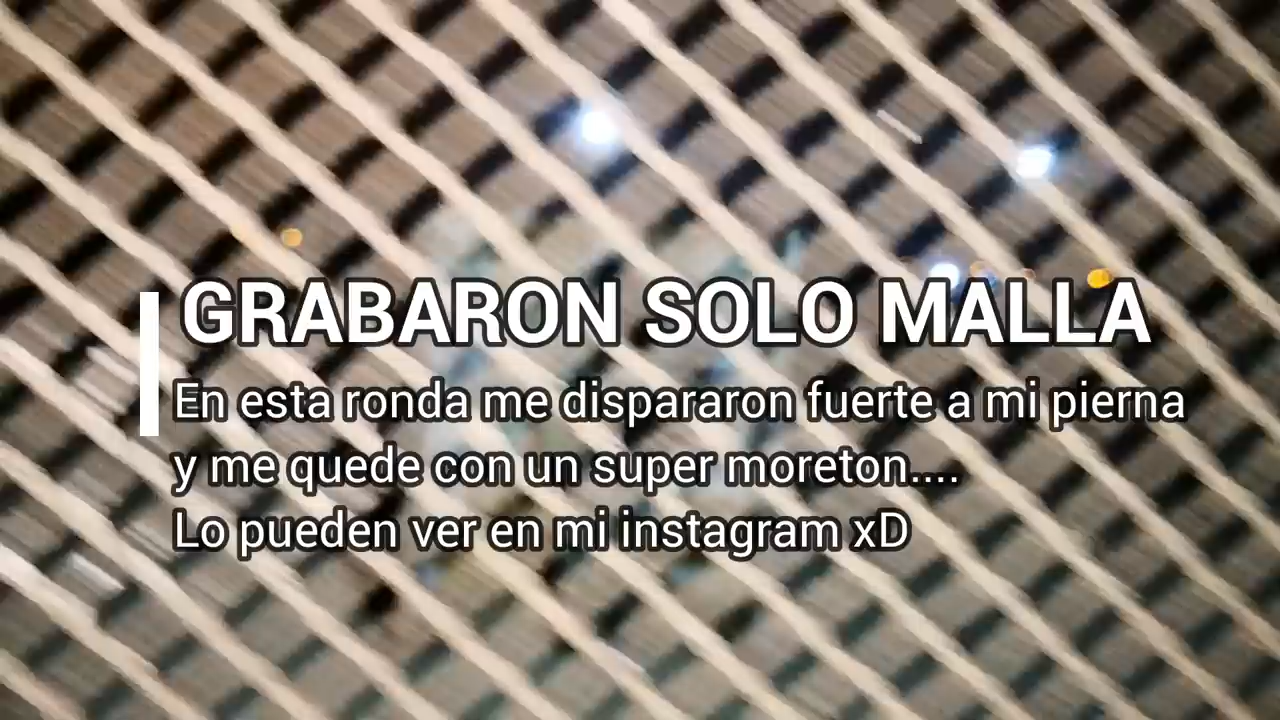 GRABARON SOLO MALLA
En esta ronda me dispararon fuerte a mi pierna
y me quede con un super moreton....
Lo pueden ver en mi instagram xD